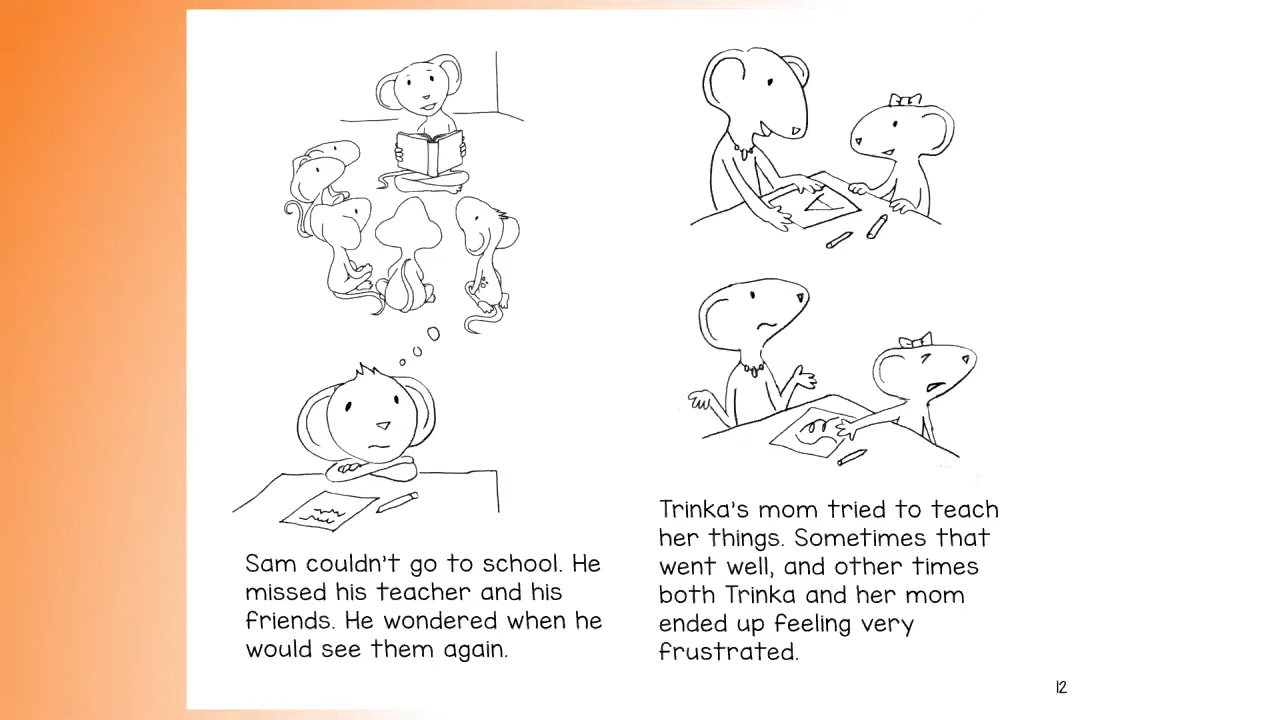 Sam couldn't go to school. He
missed his teacher and his
friends. He wondered when he
would see them again.
Trinka's mom tried to teach
her things. Sometimes that
went well, and other times
both Trinka and her mom
ended up feeling very
frustrated.
12